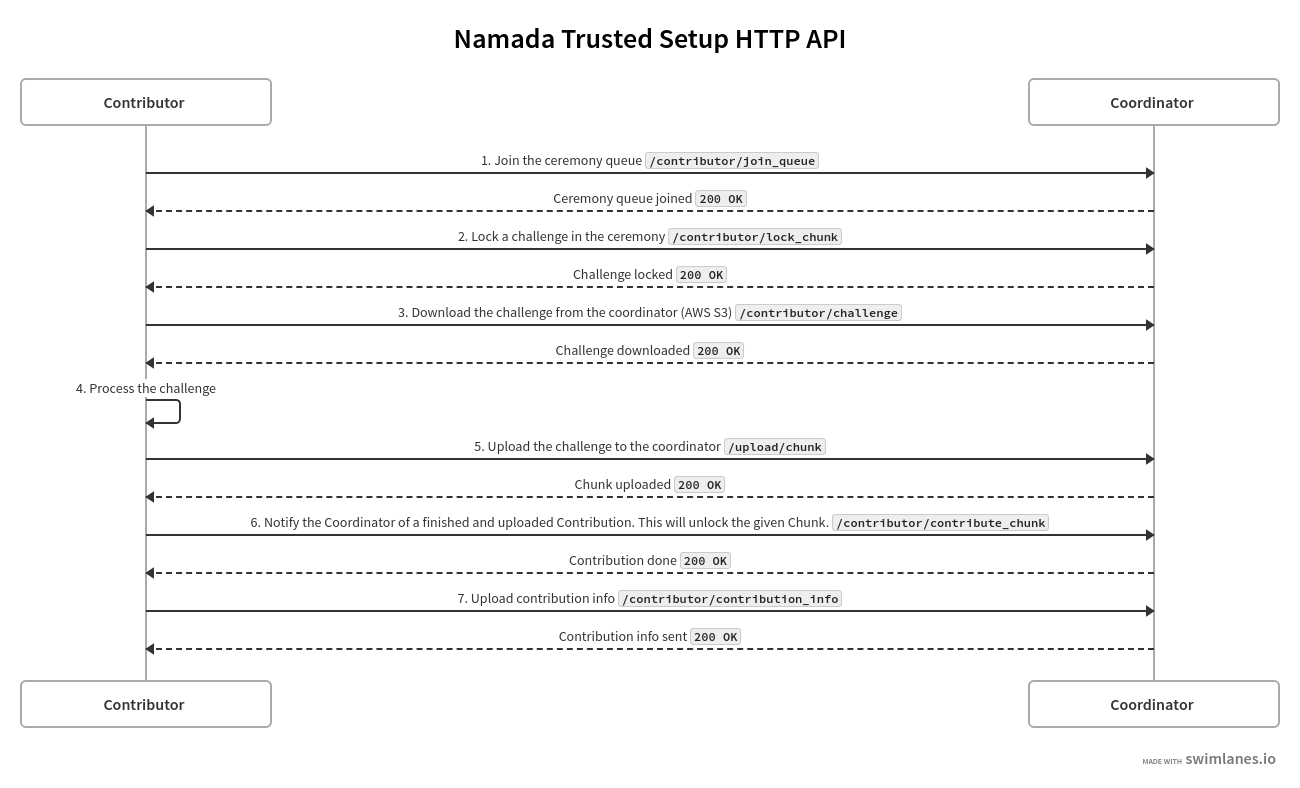 Namada Trusted Setup HTTP API
Contributor
Coordinator
1. Join the ceremony queue /contributor/join_queue
Ceremony queue joined 200 OK
2. Lock a challenge in the ceremony /contributor/lock_chunk
Challenge locked 200 OK
3. Download the challenge from the coordinator (AWS S3) /contributor/challenge
Challenge downloaded 200 OK
4. Process the challenge
5. Upload the challenge to the coordinator /upload/chunk
Chunk uploaded 200 OK
6. Notify the Coordinator of a finished and uploaded Contribution. This will unlock the given Chunk. /contributor/contribute_chunk
Contribution done 200 OK
7. Upload contribution info /contributor/contribution_info
Contribution info sent 200 OK
Contributor
Coordinator
MADE WITH swimlanes.io